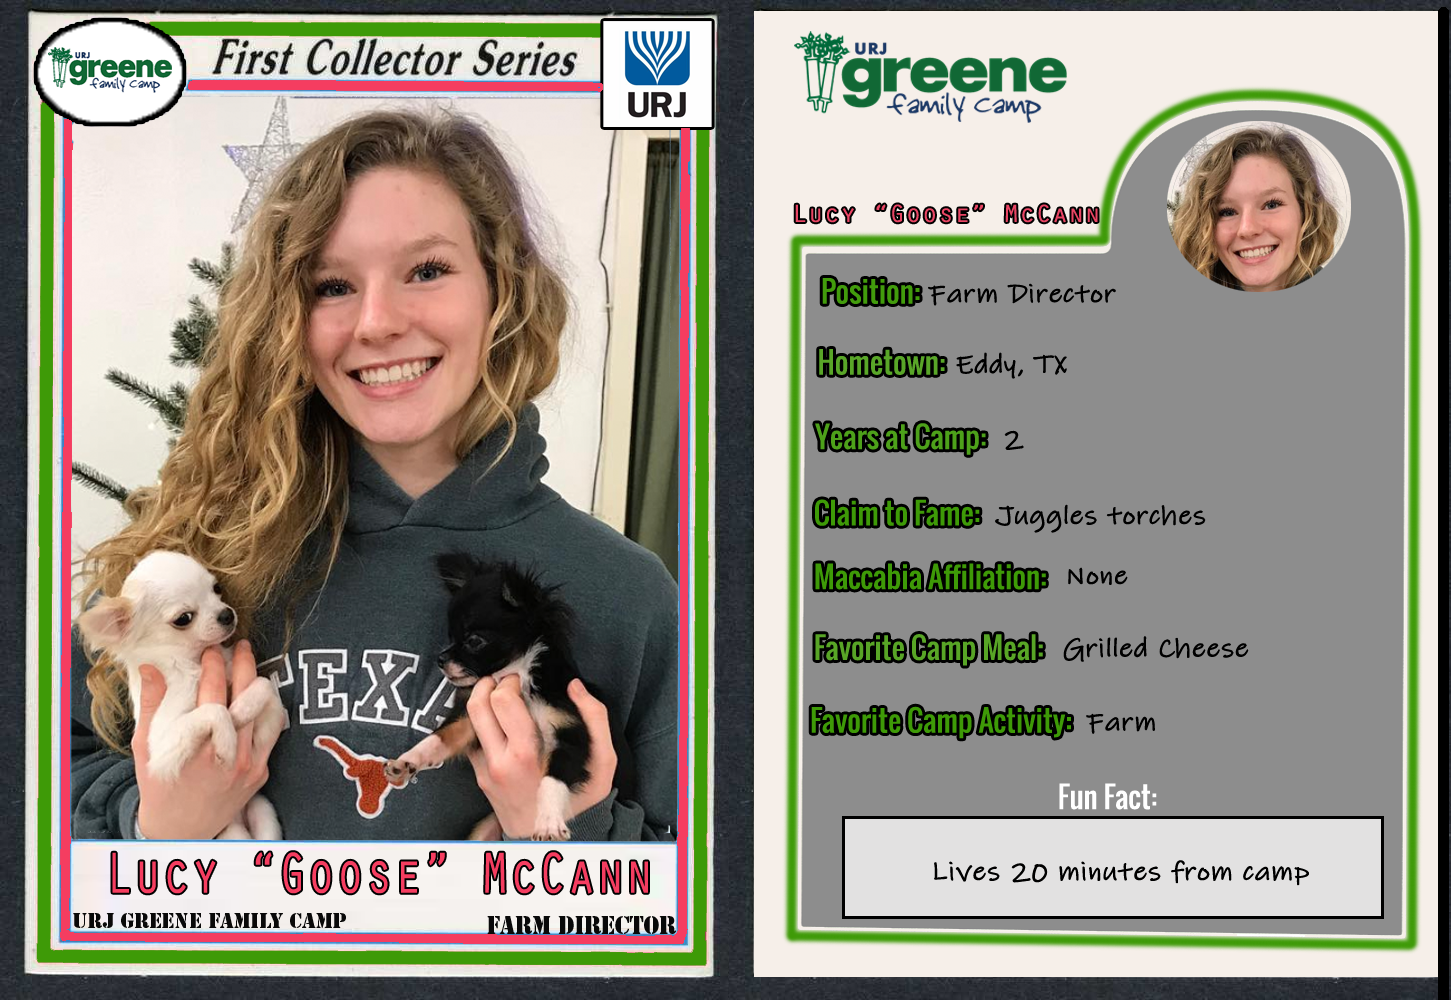 URJ
greene
family camp
First Collector Series
URJ
TEXA
LUCY “GOOSE” MCCANN
URJ GREENE FAMILY CAMP
FARM DIRECTOR
URJ
greene
family camp
LUCY “GOOSE” MCCANN
Position: Farm Director
Hometown: Eddy, TX
Years at Camp: 2
Claim to Fame: Juggles torches
Maccabia Affiliation: None
Favorite Camp Meal: Grilled Cheese
Favorite Camp Activity: Farm
Fun Fact:
Lives 20 minutes from camp